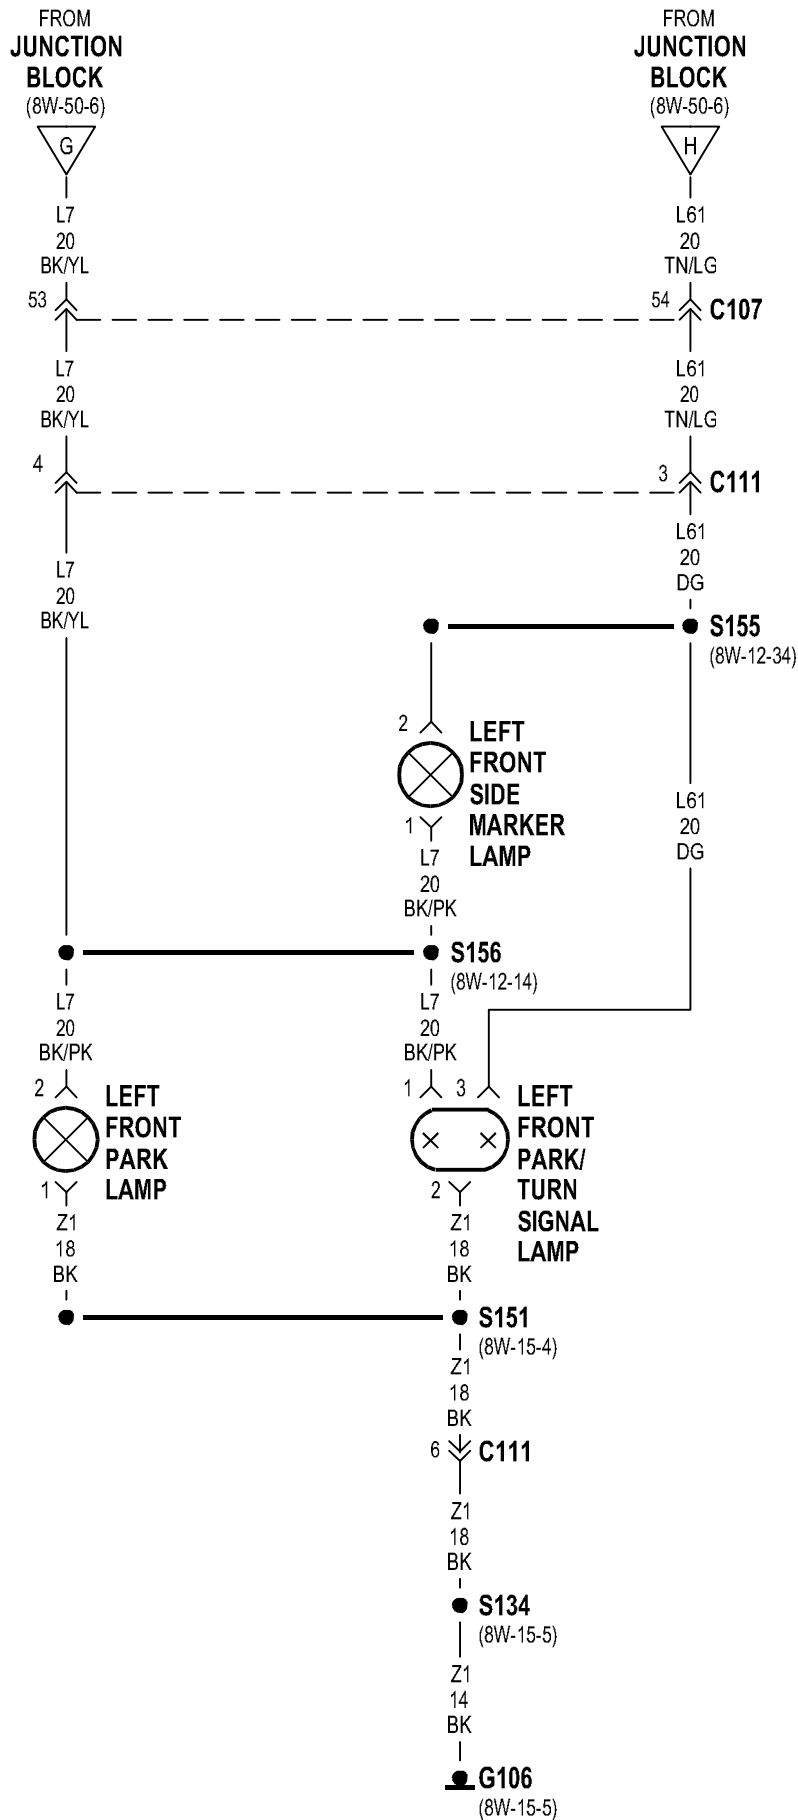 FROM
JUNCTION
BLOCK
(8W-50-6)
G
L7
20
BK/YL
53
L7
20
BK/YL
4
L7
20
BK/YL
FROM
JUNCTION
BLOCK
(8W-50-6)
H
L61
20
TN/LG
54
C107
L61
20
TN/LG
3
C111
L61
20
DG
S155
(8W-12-34)
2
LEFT
FRONT
SIDE
MARKER
LAMP
1
L7
20
BK/PK
L61
20
DG
S156
(8W-12-14)
L7
20
BK/PK
2
LEFT
FRONT
PARK
LAMP
1
Z1
18
BK
L7
20
BK/PK
1
3
LEFT
FRONT
PARK/
TURN
SIGNAL
LAMP
2
Z1
18
BK
S151
(8W-15-4)
Z1
18
BK
6
C111
Z1
18
BK
S134
(8W-15-5)
Z1
14
BK
G106
(8W-15-5)